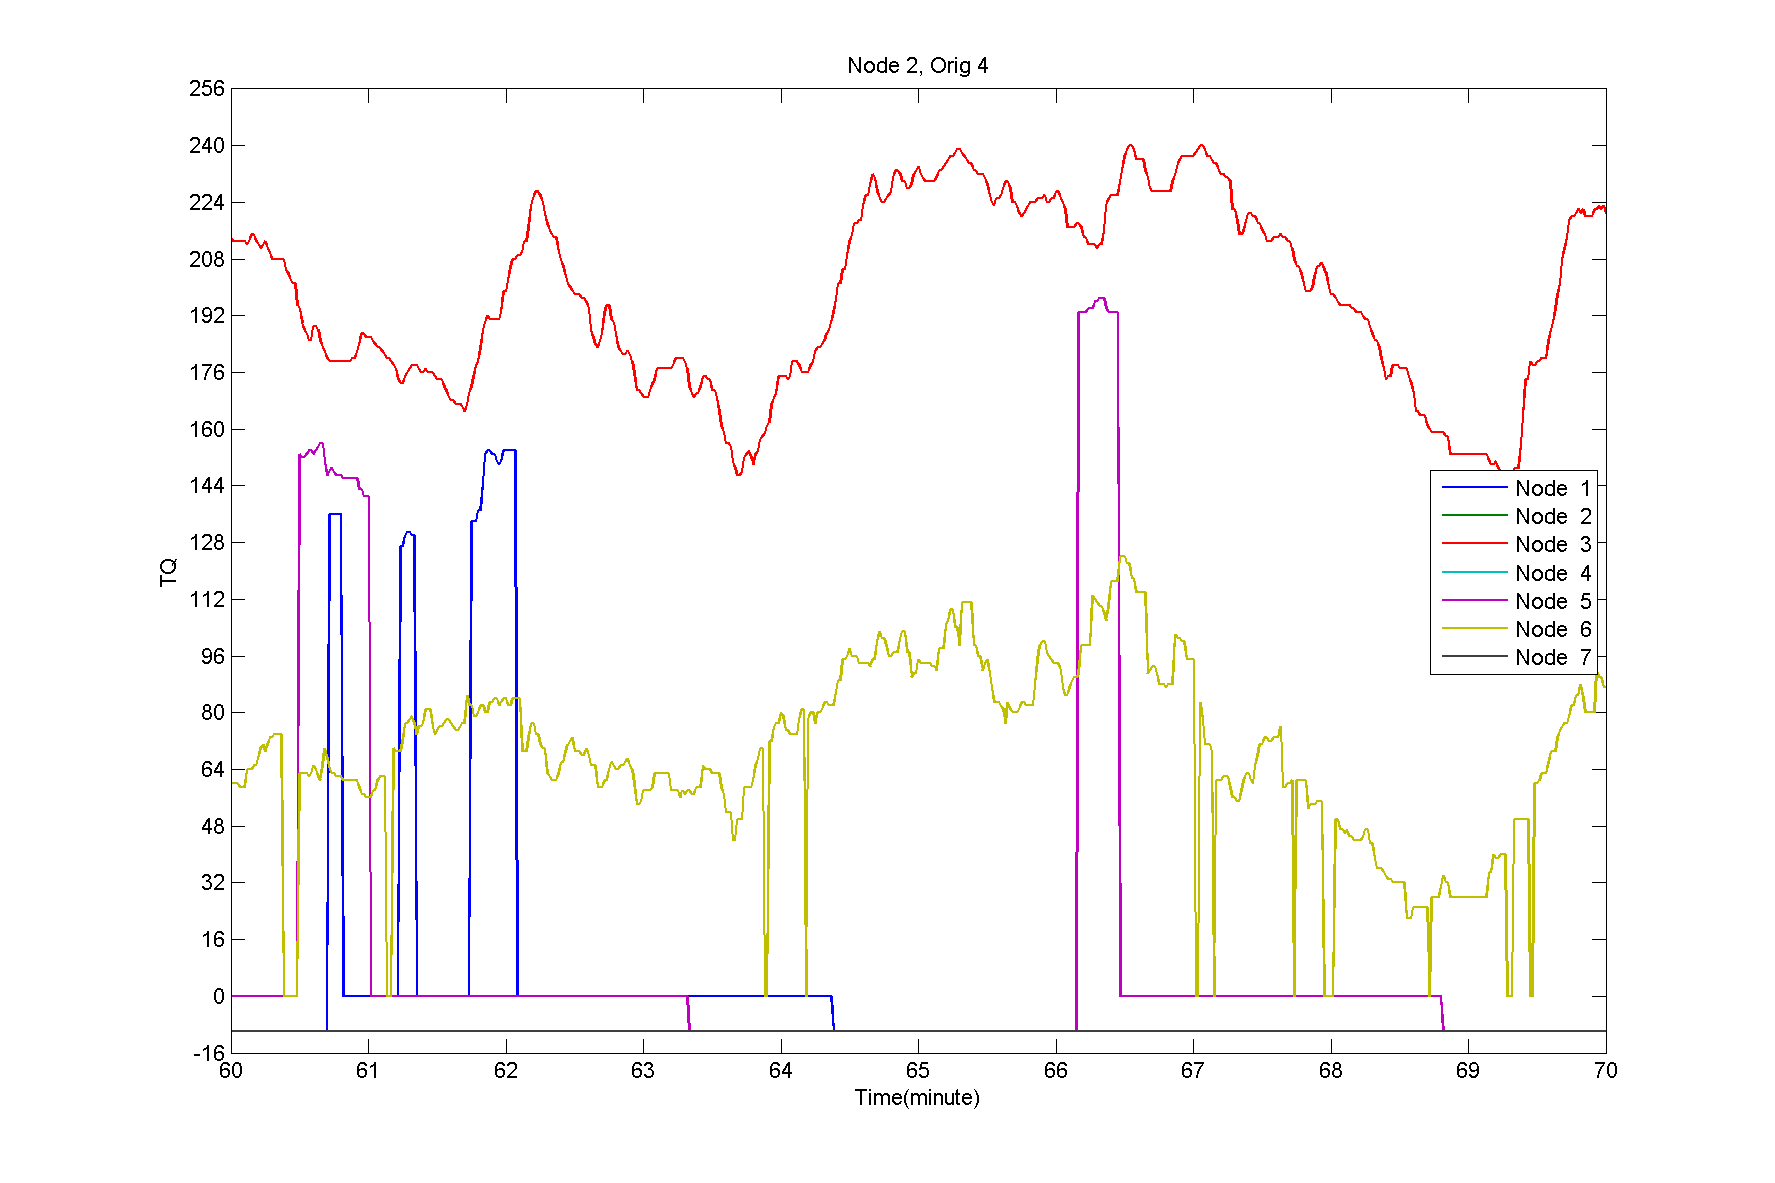 Node 2, Orig 4
256
240
224
208
192
176
160
144
128
112
96
80
64
48
32
16
0
-16
TQ
Node 1
Node 2
Node 3
Node 4
Node 5
Node 6
Node 7
60 61 62 63 64 65 66 67 68 69 70
Time(minute)